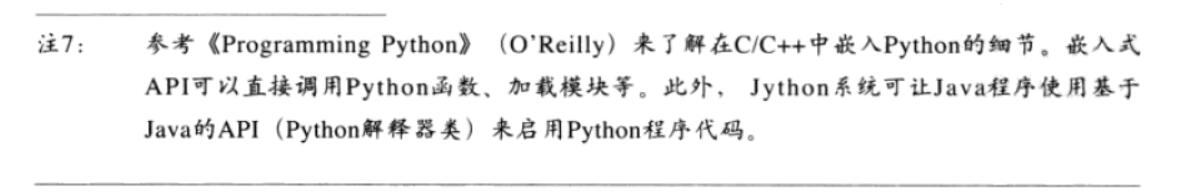 注7： 参考《Programming Python》（O'Reilly）来了解在C/C++中嵌入Python的细节。嵌入式
API可以直接调用Python函数、加载模块等。此外， Jython系统可让Java程序使用基于
Java的API（Python解释器类）来启用Python程序代码。